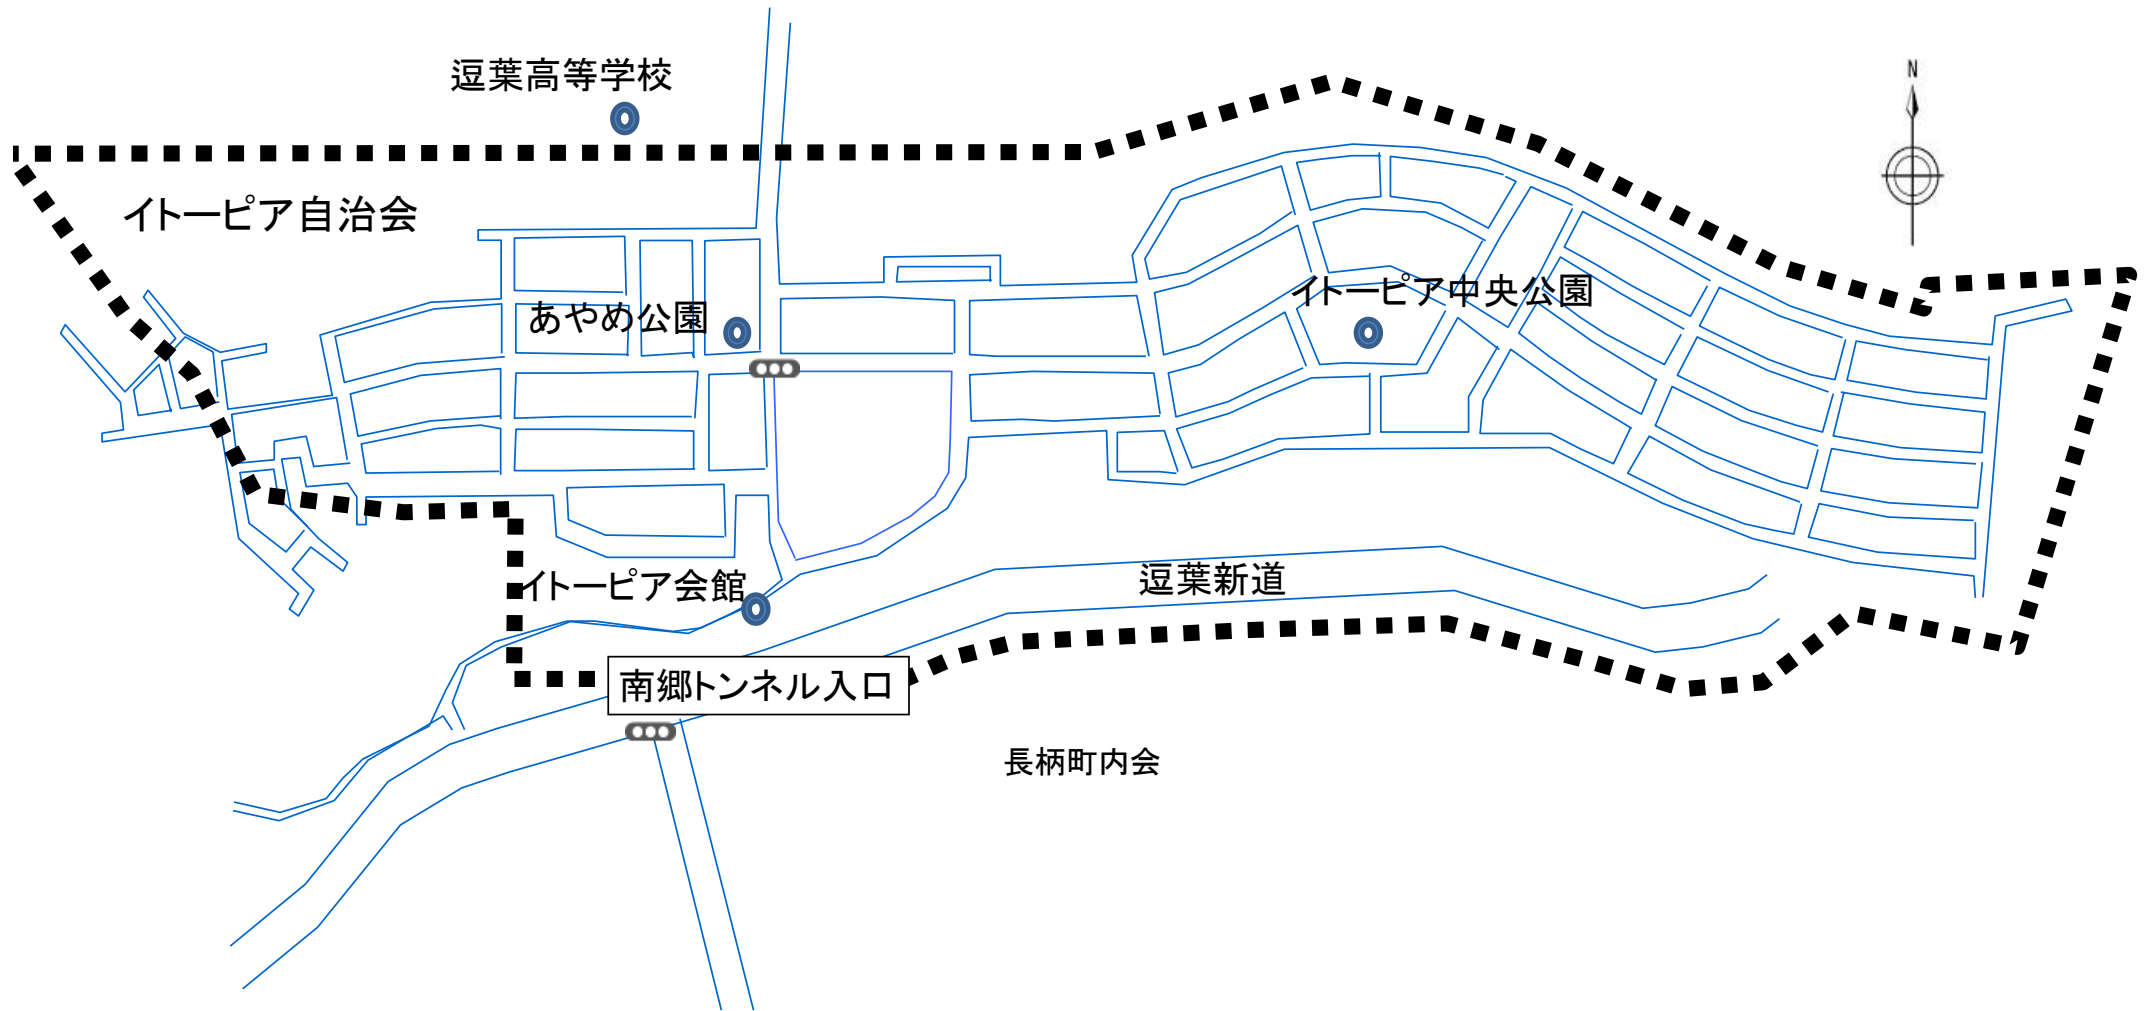 逗葉高等学校
N
イトーピア自治会
あやめ公園
イトーピア中央公園
イトーピア会館
逗葉新道
南郷トンネル入口
長柄町内会